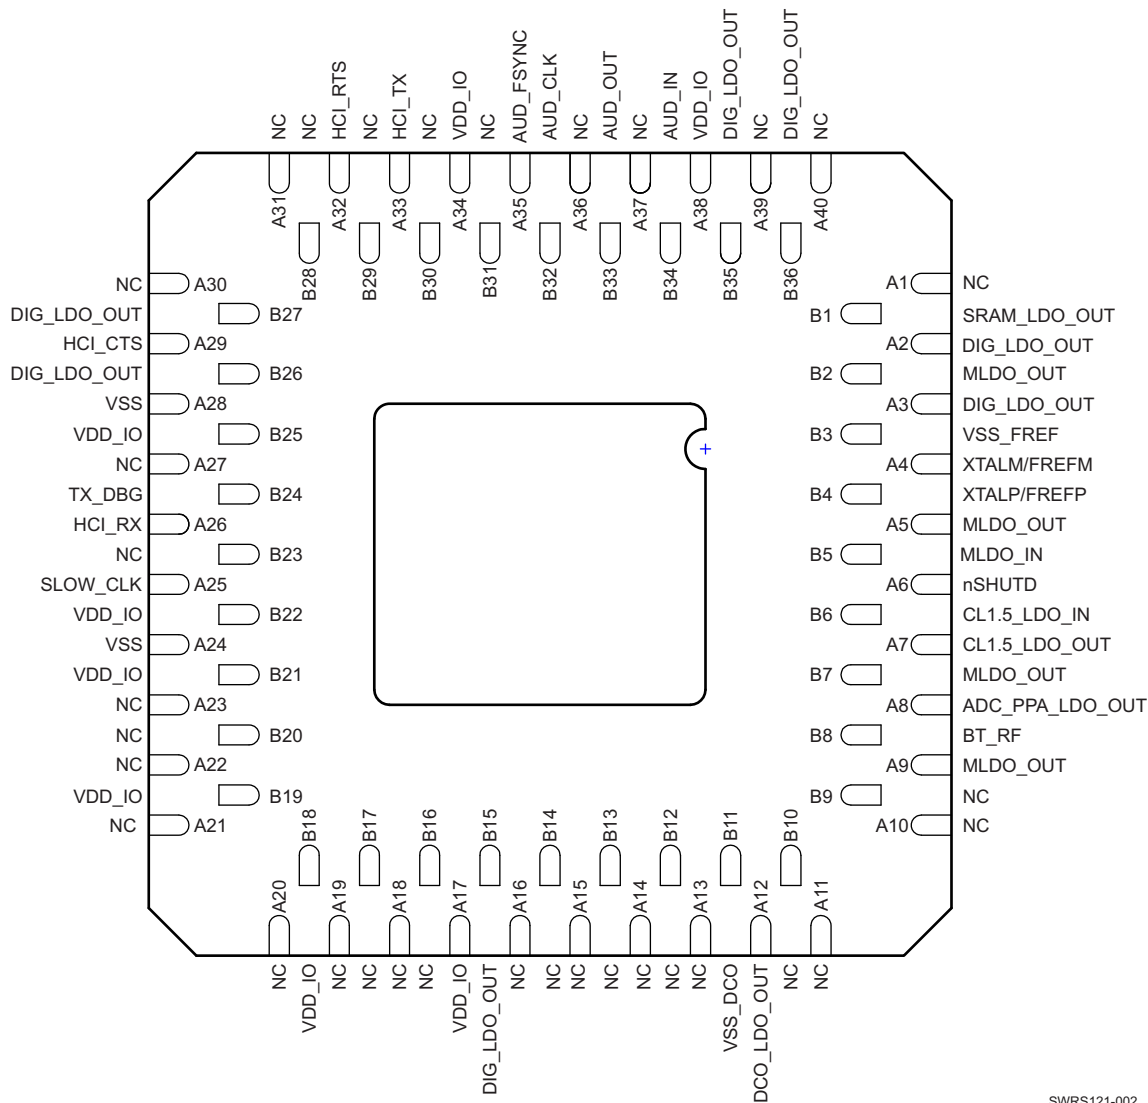 NC
NC
HCI_RTS
NC
HCI_TX
NC
VDD_IO
NC
AUD_FSYNC
AUD_CLK
NC
AUD_OUT
NC
AUD_IN
VDD_IO
DIG_LDO_OUT
NC
DIG_LDO_OUT
NC
A31
A32
A33
A34
A35
A36
A37
A38
A39
A40
B28
B29
B30
B31
B32
B33
B34
B35
B36
NC A30
DIG_LDO_OUT B27
HCI_CTS A29
DIG_LDO_OUT B26
VSS A28
VDD_IO B25
NC A27
TX_DBG B24
HCI_RX A26
NC B23
SLOW_CLK A25
VDD_IO B22
VSS A24
VDD_IO B21
NC A23
NC B20
NC A22
VDD_IO B19
NC A21
A1 NC
B1 SRAM_LDO_OUT
A2 DIG_LDO_OUT
B2 MLDO_OUT
A3 DIG_LDO_OUT
B3 VSS_FREF
A4 XTALM/FREFM
B4 XTALP/FREFP
A5 MLDO_OUT
B5 MLDO_IN
A6 nSHUTD
B6 CL1.5_LDO_IN
A7 CL1.5_LDO_OUT
B7 MLDO_OUT
A8 ADC_PPA_LDO_OUT
B8 BT_RF
A9 MLDO_OUT
B9 NC
A10 NC
B18
B17
B16
B15
B14
B13
B12
B11
B10
A20
A19
A18
A17
A16
A15
A14
A13
A12
A11
NC
VDD_IO
NC
NC
NC
NC
VDD_IO
DIG_LDO_OUT
NC
NC
NC
NC
NC
NC
NC
VSS_DCO
DCO_LDO_OUT
NC
NC
SWRS121-002